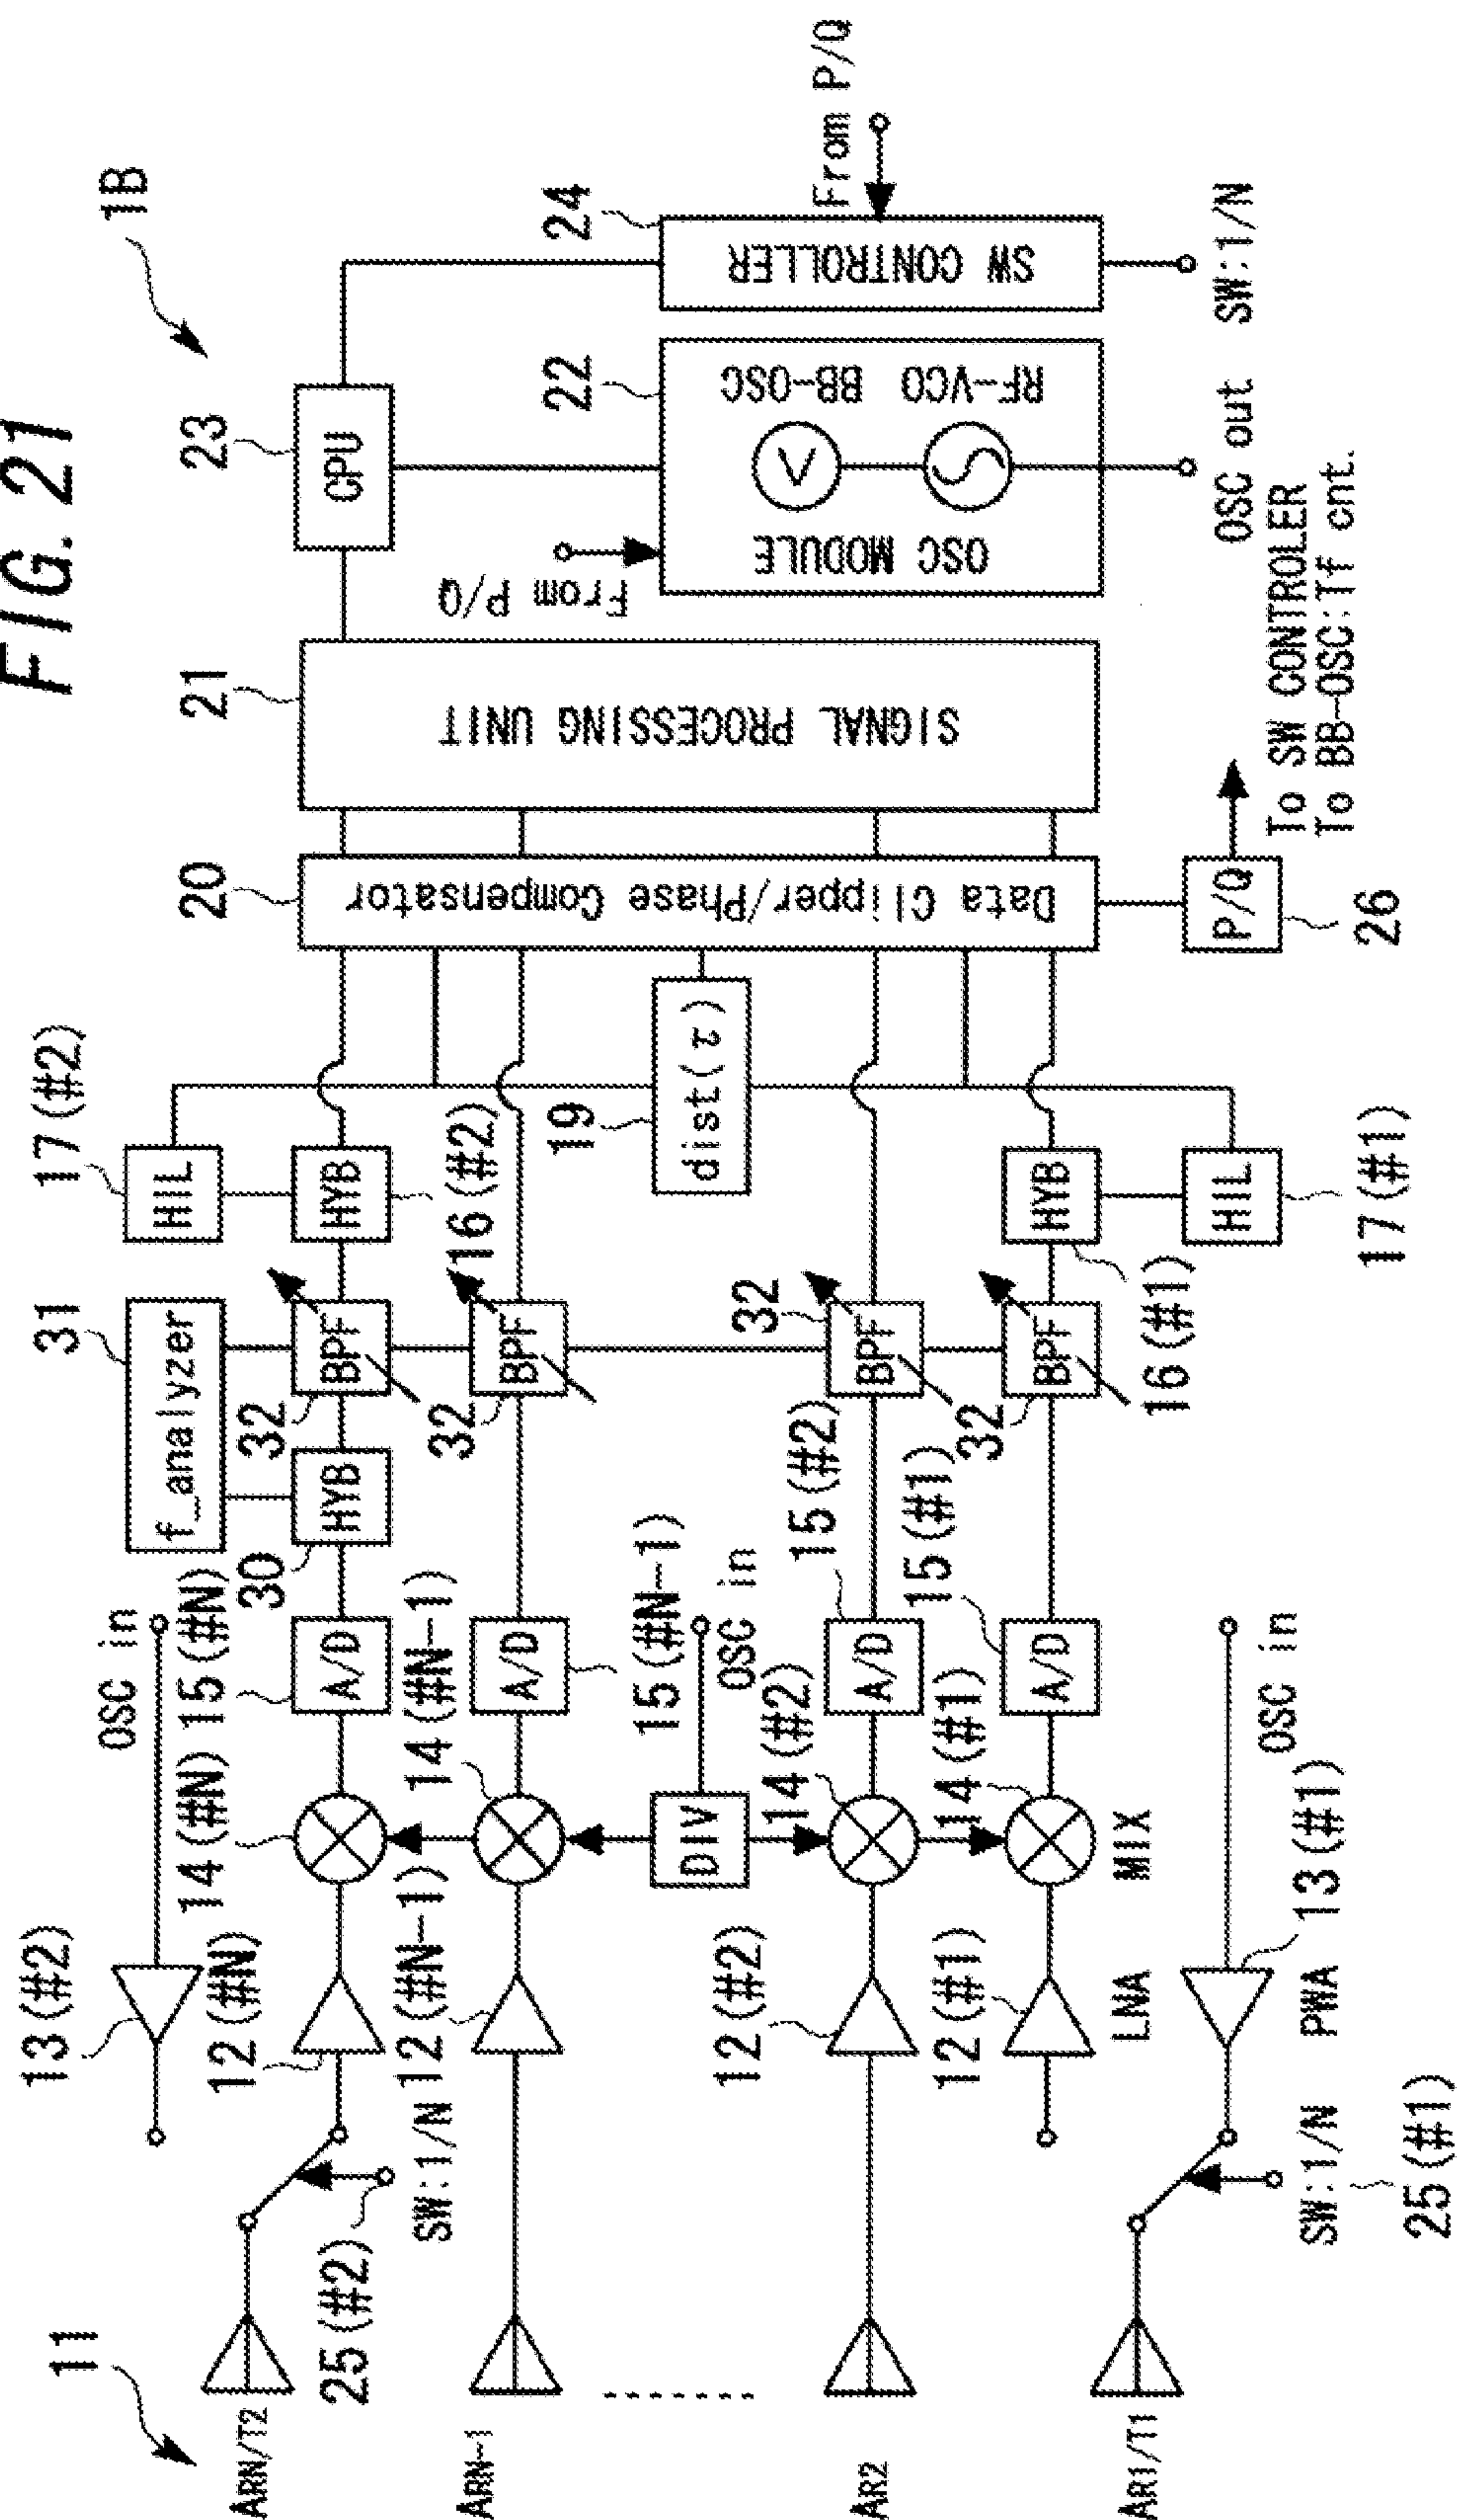 FIG. 21
1B
11
ARN/T2
ARN-1
AR2
AR1/T1
25(#2)
SW:1/N
SW:1/N
25(#1)
13(#2)
12(#N)
12(#N-1)
12(#2)
12(#1)
LNA
PWA
13(#1)
OSC in
14(#N)
14(#N-1)
DIV
OSC in
14(#2)
14(#1)
MIX
OSC in
15(#N)
A/D
A/D
15(#N-1)
15(#2)
A/D
15(#1)
A/D
30
HYB
31
f_analyzer
32
BPF
32
BPF
32
BPF
32
BPF
17(#2)
HIL
HYB
16(#2)
19
dist(τ)
HYB
16(#1)
HIL
17(#1)
20
Data Clipper/Phase Compensator
P/Q
26
To SW CONTROLER
To BB-OSC:Tf cnt.
21
SIGNAL PROCESSING UNIT
23
CPU
From P/Q
22
OSC MODULE
V
RF-VCO BB-OSC
OSC out
24
SW CONTROLLER
From P/Q
SW:1/N